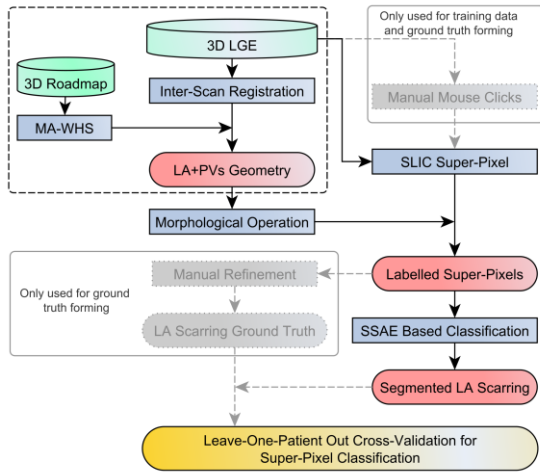 3D LGE
Only used for training data
and ground truth forming
3D Roadmap
Inter-Scan Registration
Manual Mouse Clicks
MA-WHS
LA+PVs Geometry
SLIC Super-Pixel
Morphological Operation
Manual Refinement
Labelled Super-Pixels
Only used for ground
truth forming
LA Scarring Ground Truth
SSAE Based Classification
Segmented LA Scarring
Leave-One-Patient Out Cross-Validation for
Super-Pixel Classification